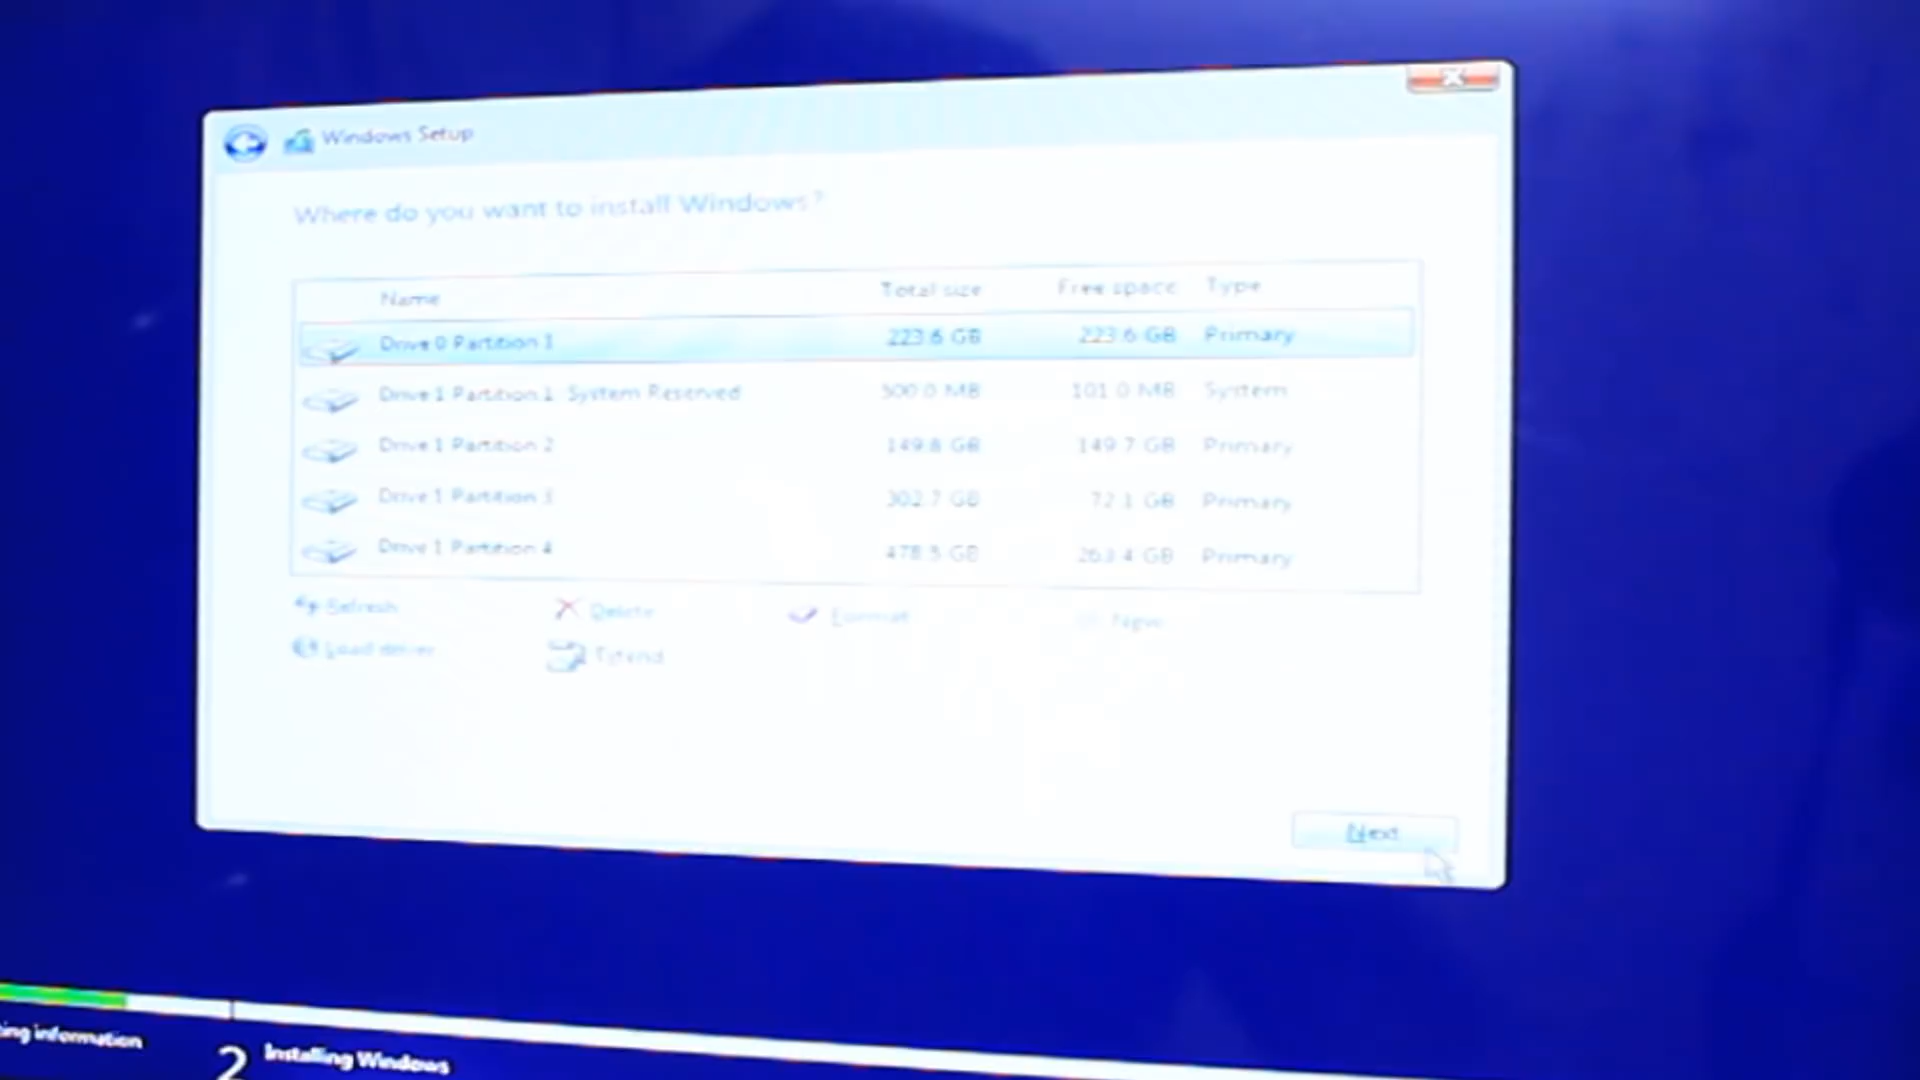 Windows Setup
Where do you want to install Windows?
Name Total size Free space Type
Drive 0 Partition 1 223.6 GB 223.6 GB Primary
Drive 1 Partition 1: System Reserved 500.0 MB 101.0 MB System
Drive 1 Partition 2 149.8 GB 149.7 GB Primary
Drive 1 Partition 3 302.7 GB 72.1 GB Primary
Drive 1 Partition 4 478.5 GB 263.4 GB Primary
Refresh Delete Format New
Load driver Extend
Next
ting information
2 Installing Windows